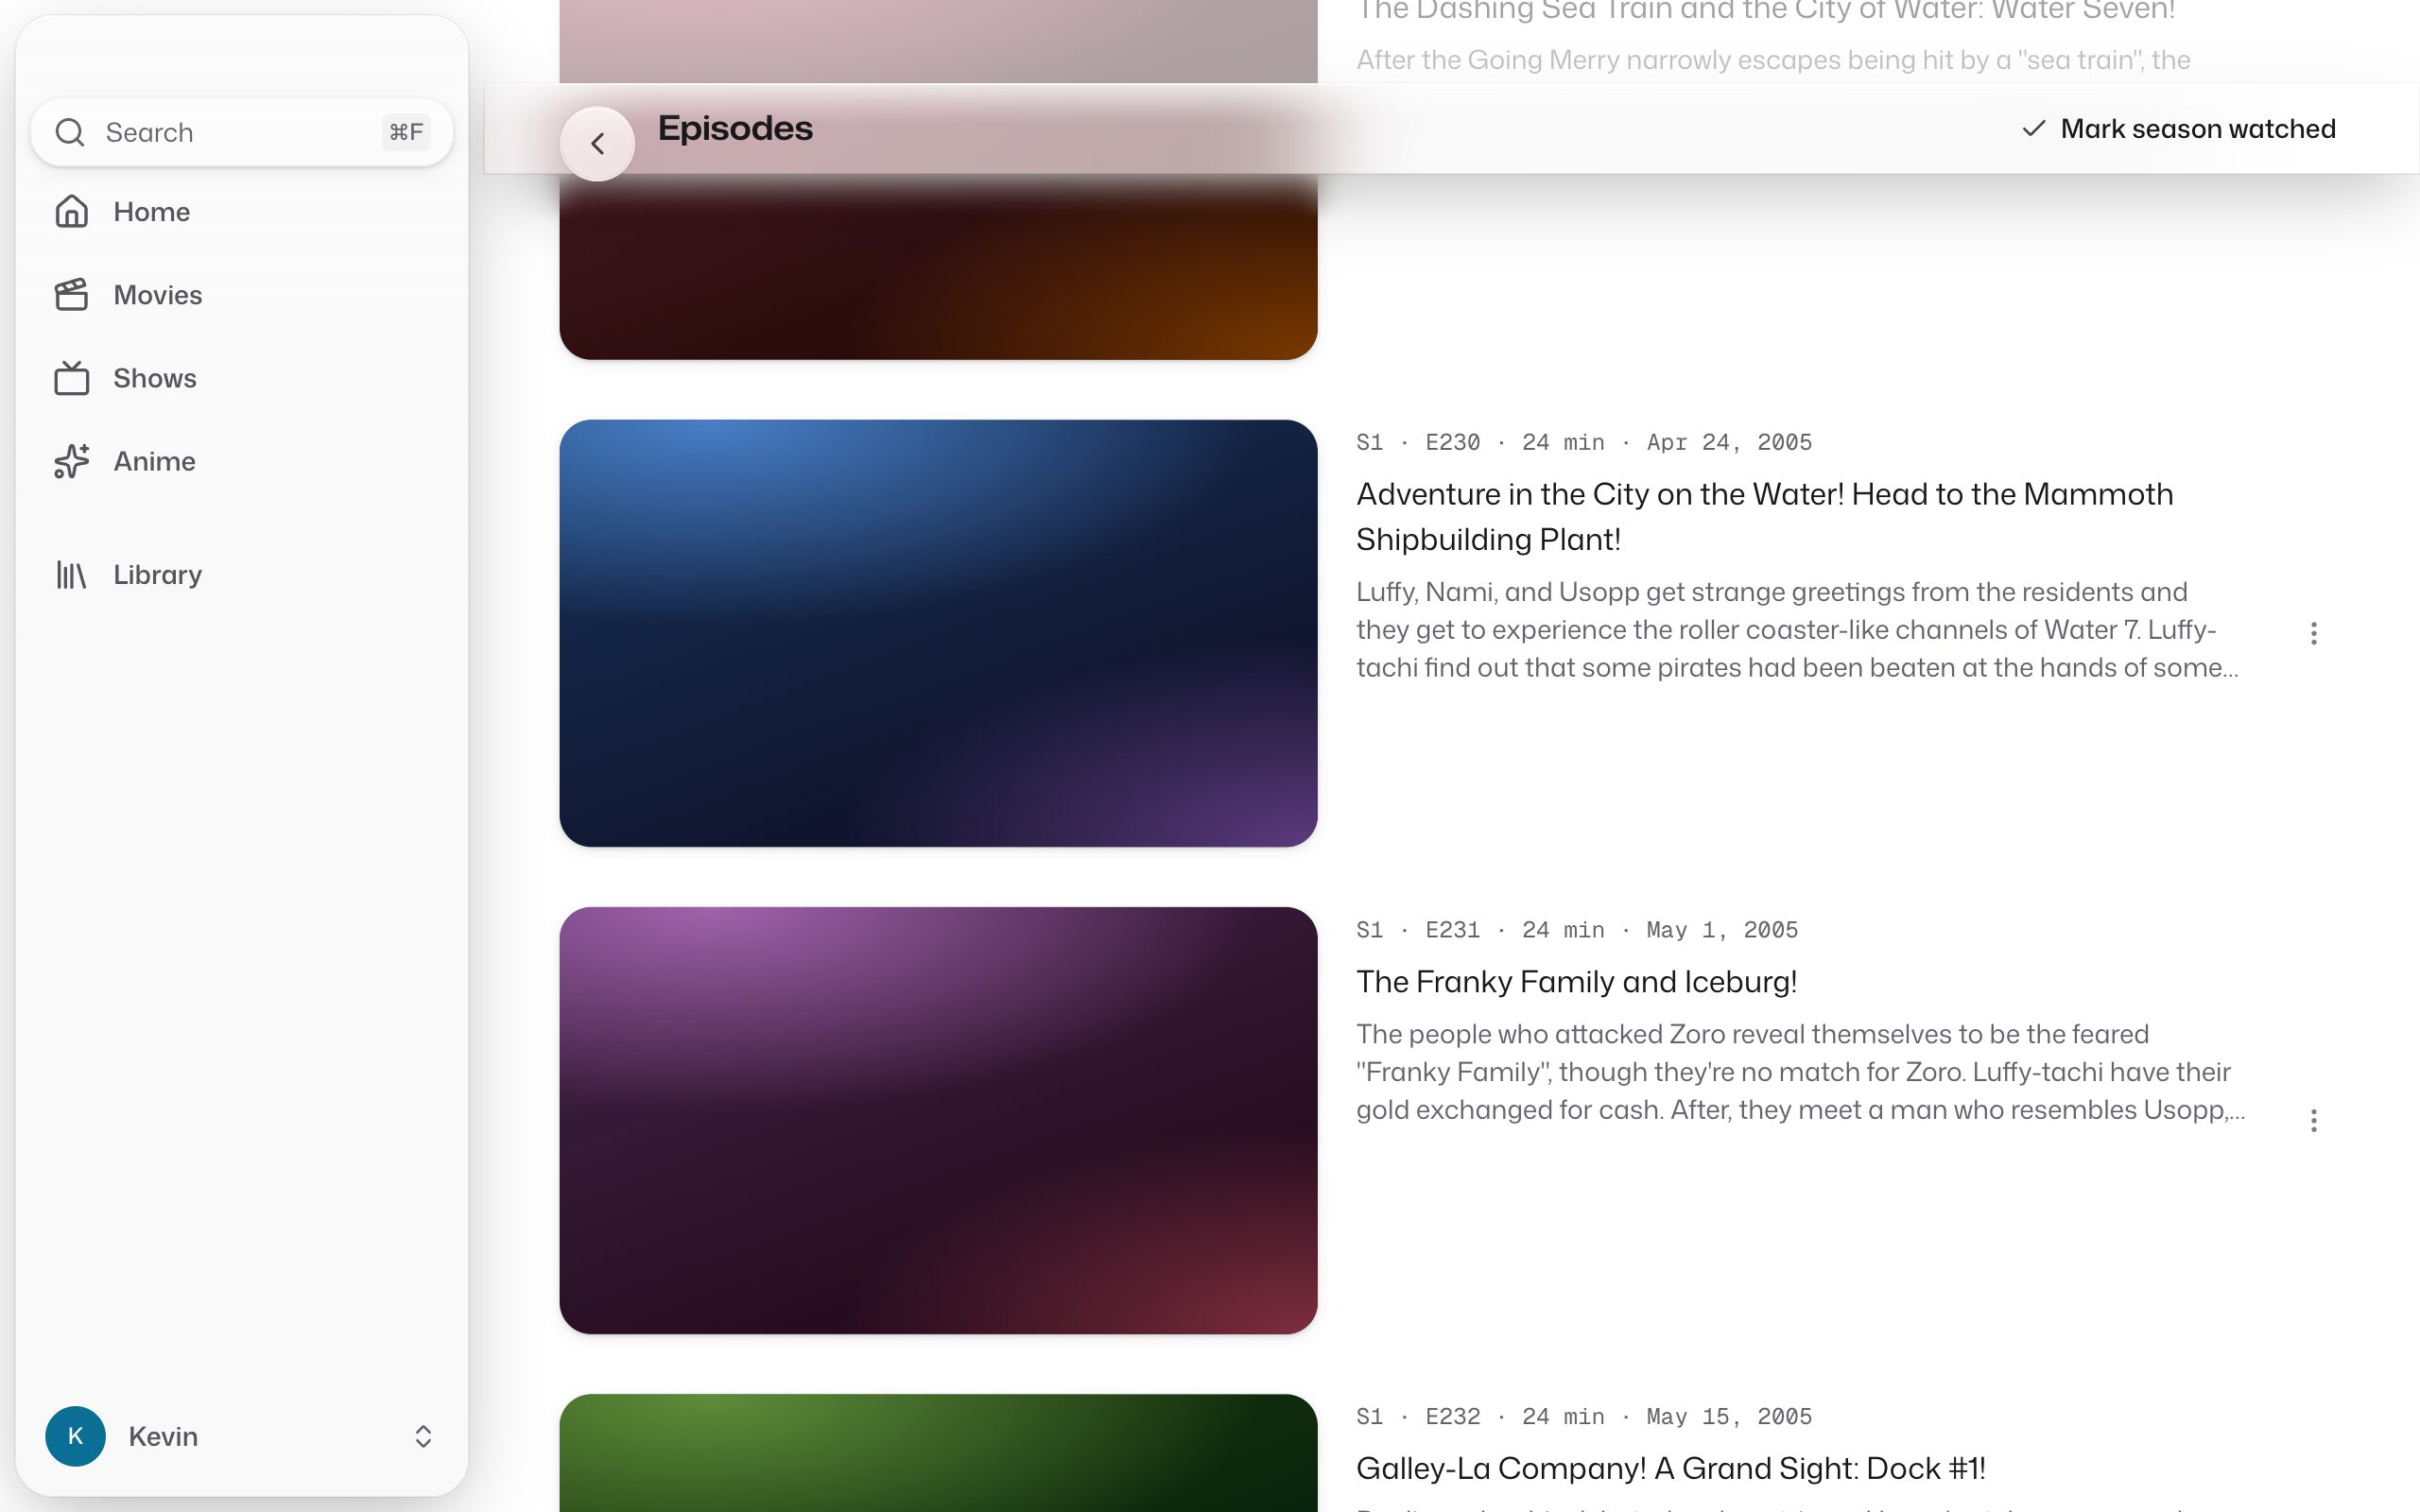 Search ⌘F
Home
Movies
Shows
Anime
Library
K Kevin
The Dashing Sea Train and the City of Water: Water Seven!
After the Going Merry narrowly escapes being hit by a "sea train", the
Episodes
Mark season watched
S1 · E230 · 24 min · Apr 24, 2005
Adventure in the City on the Water! Head to the Mammoth
Shipbuilding Plant!
Luffy, Nami, and Usopp get strange greetings from the residents and
they get to experience the roller coaster-like channels of Water 7. Luffy-
tachi find out that some pirates had been beaten at the hands of some...
S1 · E231 · 24 min · May 1, 2005
The Franky Family and Iceburg!
The people who attacked Zoro reveal themselves to be the feared
"Franky Family", though they're no match for Zoro. Luffy-tachi have their
gold exchanged for cash. After, they meet a man who resembles Usopp,...
S1 · E232 · 24 min · May 15, 2005
Galley-La Company! A Grand Sight: Dock #1!